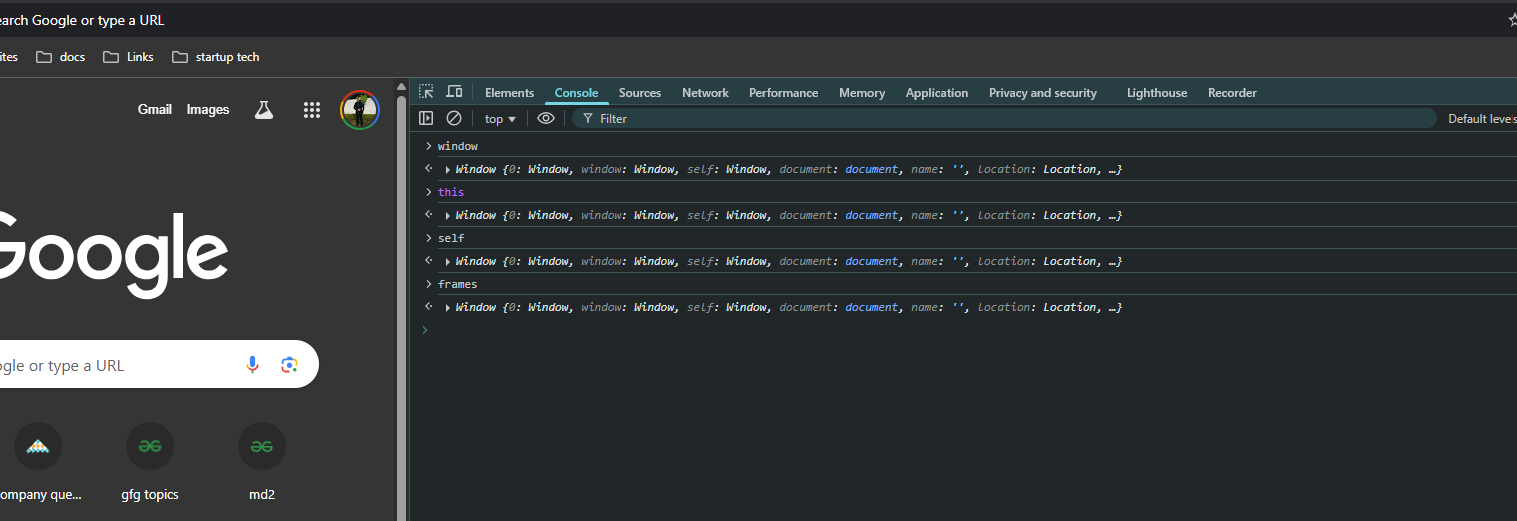 earch Google or type a URL
ites docs Links startup tech
Gmail Images
Google
ogle or type a URL
ompany que... gfg topics md2
Elements Console Sources Network Performance Memory Application Privacy and security Lighthouse Recorder
top ▼ Filter Default levels
> window
Window {0: Window, window: Window, self: Window, document: document, name: '', location: Location, …}
> this
Window {0: Window, window: Window, self: Window, document: document, name: '', location: Location, …}
> self
Window {0: Window, window: Window, self: Window, document: document, name: '', location: Location, …}
> frames
Window {0: Window, window: Window, self: Window, document: document, name: '', location: Location, …}
>